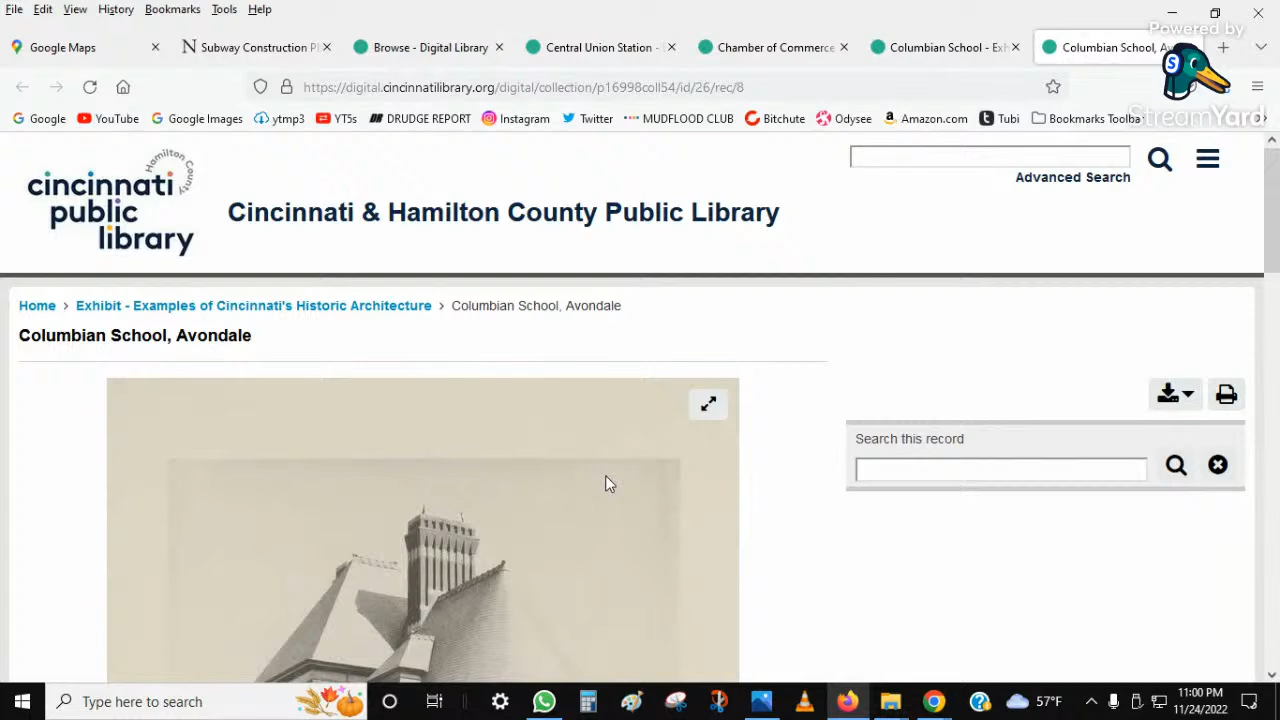 File Edit View History Bookmarks Tools Help
Powered by
Google Maps Subway Construction P Browse - Digital Library Central Union Station - Chamber of Commerce Columbian School - Exh Columbian School, Av
https://digital.cincinnatilibrary.org/digital/collection/p16998coll54/id/26/rec/8
StreamYard
Google YouTube Google Images ytmp3 YT5s DRUDGE REPORT Instagram Twitter MUDFLOOD CLUB Bitchute Odysee Amazon.com Tubi Bookmarks Toolbar
Hamilton County
cincinnati
public
library
Cincinnati & Hamilton County Public Library
Advanced Search
Home > Exhibit - Examples of Cincinnati's Historic Architecture > Columbian School, Avondale
Columbian School, Avondale
Search this record
Type here to search
57°F
11:00 PM
11/24/2022